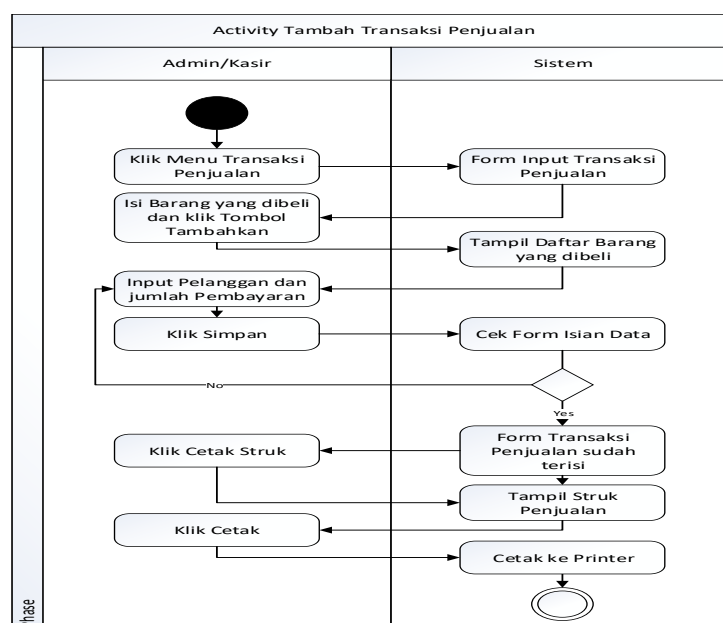 Activity Tambah Transaksi Penjualan
Admin/Kasir
Sistem
Klik Menu Transaksi
Penjualan
Form Input Transaksi
Penjualan
Isi Barang yang dibeli
dan klik Tombol
Tambahkan
Tampil Daftar Barang
yang dibeli
Input Pelanggan dan
jumlah Pembayaran
Klik Simpan
Cek Form Isian Data
No
Yes
Form Transaksi
Penjualan sudah
terisi
Klik Cetak Struk
Tampil Struk
Penjualan
Klik Cetak
Cetak ke Printer
Phase